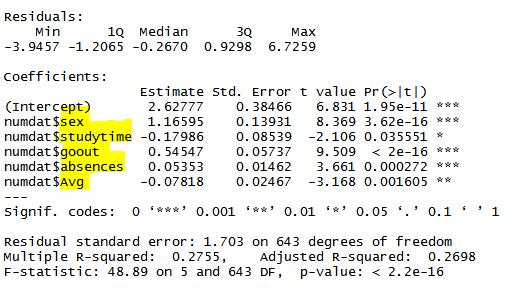 Residuals:
    Min      1Q  Median      3Q     Max
-3.9457 -1.2065 -0.2670  0.9298  6.7259
Coefficients:
                 Estimate Std. Error t value Pr(>|t|)
(Intercept)       2.62777    0.38466   6.831 1.95e-11 ***
numdat$sex        1.16595    0.13931   8.369 3.62e-16 ***
numdat$studytime -0.17986    0.08539  -2.106 0.035551 *
numdat$goout      0.54547    0.05737   9.509  < 2e-16 ***
numdat$absences   0.05353    0.01462   3.661 0.000272 ***
numdat$Avg       -0.07818    0.02467  -3.168 0.001605 **
---
Signif. codes:  0 ‘***’ 0.001 ‘**’ 0.01 ‘*’ 0.05 ‘.’ 0.1 ‘ ’ 1
Residual standard error: 1.703 on 643 degrees of freedom
Multiple R-squared:  0.2755,    Adjusted R-squared:  0.2698
F-statistic: 48.89 on 5 and 643 DF,  p-value: < 2.2e-16